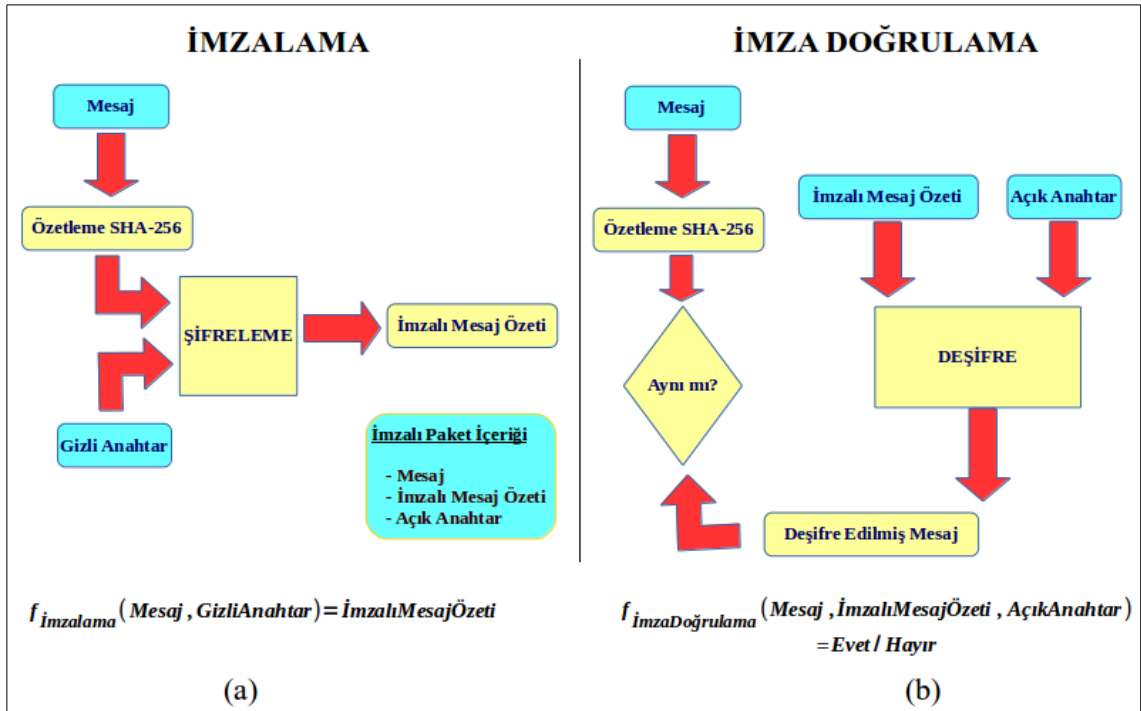 İMZALAMA
Mesaj
Özetleme SHA-256
ŞİFRELEME
İmzalı Mesaj Özeti
Gizli Anahtar
İmzalı Paket İçeriği
- Mesaj
- İmzalı Mesaj Özeti
- Açık Anahtar
f İmzalama (Mesaj , GizliAnahtar)= İmzalıMesajÖzeti
(a)
İMZA DOĞRULAMA
Mesaj
İmzalı Mesaj Özeti
Açık Anahtar
Özetleme SHA-256
DEŞİFRE
Aynı mı?
Deşifre Edilmiş Mesaj
f İmzaDoğrulama (Mesaj ,İmzalıMesajÖzeti , AçıkAnahtar)
=Evet / Hayır
(b)